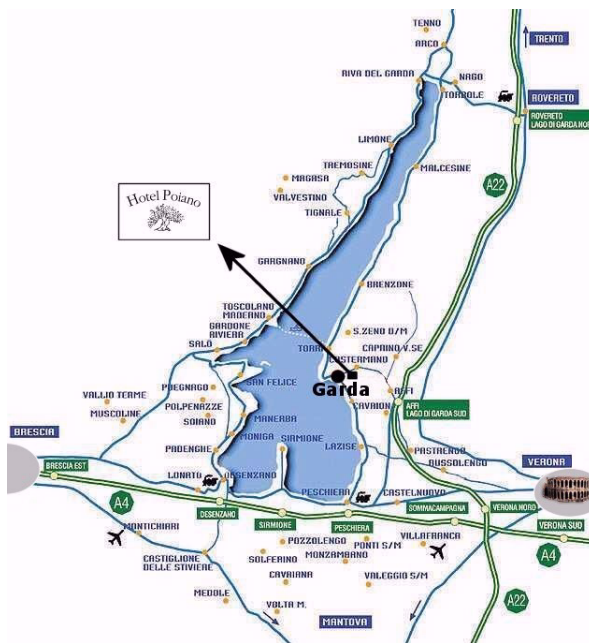 TENNO
ARCO
TRENTO
RIVA DEL GARDA
NAGO
TORBOLE
ROVERETO
ROVERETO
LAGO DI GARDA NORD
LIMONE
TREMOSINE
MALCESINE
MAGASA
VALVESTINO
A22
Hotel Poiano
TIGNALE
GARGNANO
BRENZONE
TOSCOLANO
MADERNO
GARDONE
RIVIERA
S.ZENO D/M
TORRI
CAPRINO V.SE
COSTERMANO
SALÒ
Garda
AFFI
SAN FELICE
PUEGNAGO
VALLIO TERME
POLPENAZZE
MUSCOLINE
SOIANO
MANERBA
CAVAION
AFFI
LAGO DI GARDA SUD
MONIGA
SIRMIONE
BRESCIA
PADENGHE
LAZISE
PASTRENGO
BUSSOLENGO
VERONA
BRESCIA EST
LONATO
DESENZANO
PESCHIERA
CASTELNUOVO
A4
DESENZANO
SIRMIONE
PESCHIERA
SOMMACAMPAGNA
VERONA NORD
VERONA SUD
MONTICHIARI
POZZOLENGO
PONTI S/M
VILLAFRANCA
A4
CASTIGLIONE
DELLE STIVIERE
SOLFERINO
MONZAMBANO
CAVRIANA
VALEGGIO S/M
MEDOLE
VOLTA M.
MANTOVA
A22